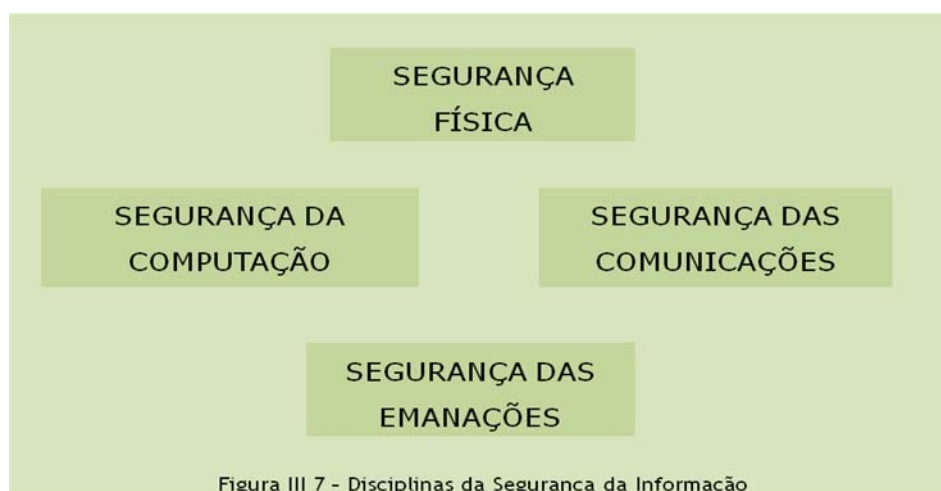 SEGURANÇA
FÍSICA
SEGURANÇA DA
COMPUTAÇÃO
SEGURANÇA DAS
COMUNICAÇÕES
SEGURANÇA DAS
EMANAÇÕES
Figura III 7 – Disciplinas da Segurança da Informação